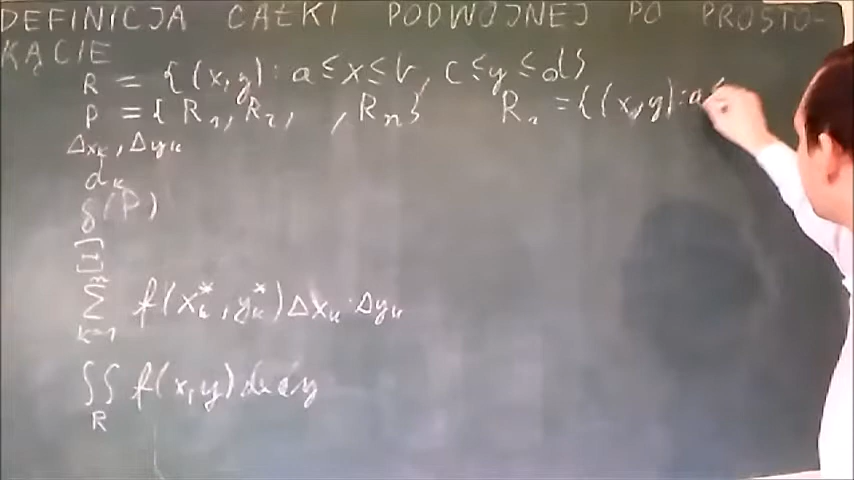 DEFINICJA CAŁKI PODWÓJNEJ PO PROSTO-
KĄCIE
R = {(x,y): a ≤ x ≤ b, c ≤ y ≤ d}
P = {R₁, R₂, , Rₙ} R₁ = {(x,y): a ≤
Δxₖ, Δyₖ
dₖ
δ(P)
Ξ
n
Σ f(xₖ*, yₖ*) Δxₖ · Δyₖ
k=1
∬ f(x,y) dx dy
R